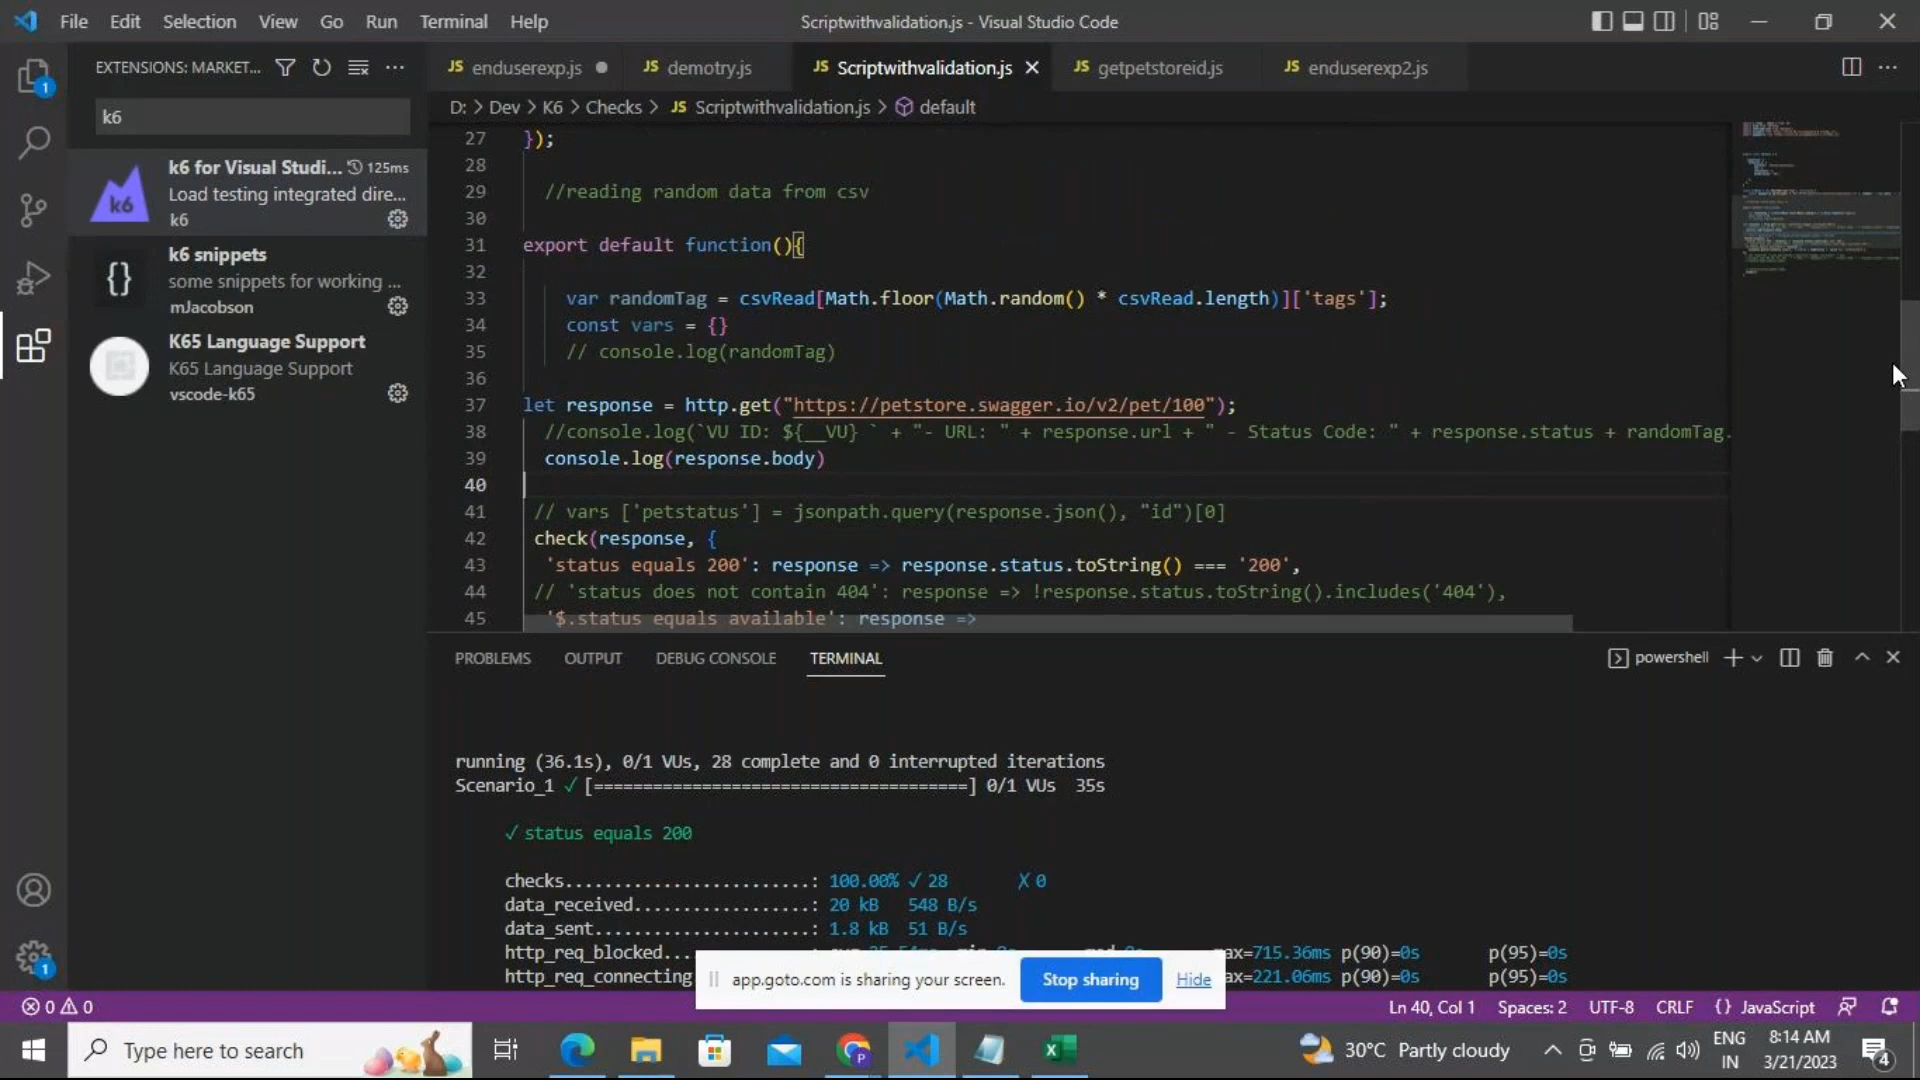 File Edit Selection View Go Run Terminal Help
Scriptwithvalidation.js - Visual Studio Code
EXTENSIONS: MARKET...
k6
k6 for Visual Studi... 125ms
Load testing integrated dire...
k6
k6 snippets
some snippets for working ...
mJacobson
K65 Language Support
K65 Language Support
vscode-k65
JS enduserexp.js
JS demotry.js
JS Scriptwithvalidation.js
JS getpetstoreid.js
JS enduserexp2.js
D: > Dev > K6 > Checks > JS Scriptwithvalidation.js > default
27 });
28
29 //reading random data from csv
30
31 export default function(){
32
33 var randomTag = csvRead[Math.floor(Math.random() * csvRead.length)]['tags'];
34 const vars = {}
35 // console.log(randomTag)
36
37 let response = http.get("https://petstore.swagger.io/v2/pet/100");
38 //console.log(`VU ID: ${__VU} ` + "- URL: " + response.url + " - Status Code: " + response.status + randomTag.
39 console.log(response.body)
40
41 // vars ['petstatus'] = jsonpath.query(response.json(), "id")[0]
42 check(response, {
43 'status equals 200': response => response.status.toString() === '200',
44 // 'status does not contain 404': response => !response.status.toString().includes('404'),
45 '$.status equals available': response =>
PROBLEMS OUTPUT DEBUG CONSOLE TERMINAL
powershell
running (36.1s), 0/1 VUs, 28 complete and 0 interrupted iterations
Scenario_1 ✓ [======================================] 0/1 VUs 35s
✓ status equals 200
checks.........................: 100.00% ✓ 28 ✗ 0
data_received..................: 20 kB 548 B/s
data_sent......................: 1.8 kB 51 B/s
http_req_blocked... max=715.36ms p(90)=0s p(95)=0s
http_req_connecting ax=221.06ms p(90)=0s p(95)=0s
app.goto.com is sharing your screen. Stop sharing Hide
0 0
Ln 40, Col 1 Spaces: 2 UTF-8 CRLF {} JavaScript
Type here to search
30°C Partly cloudy
ENG
IN
8:14 AM
3/21/2023
4